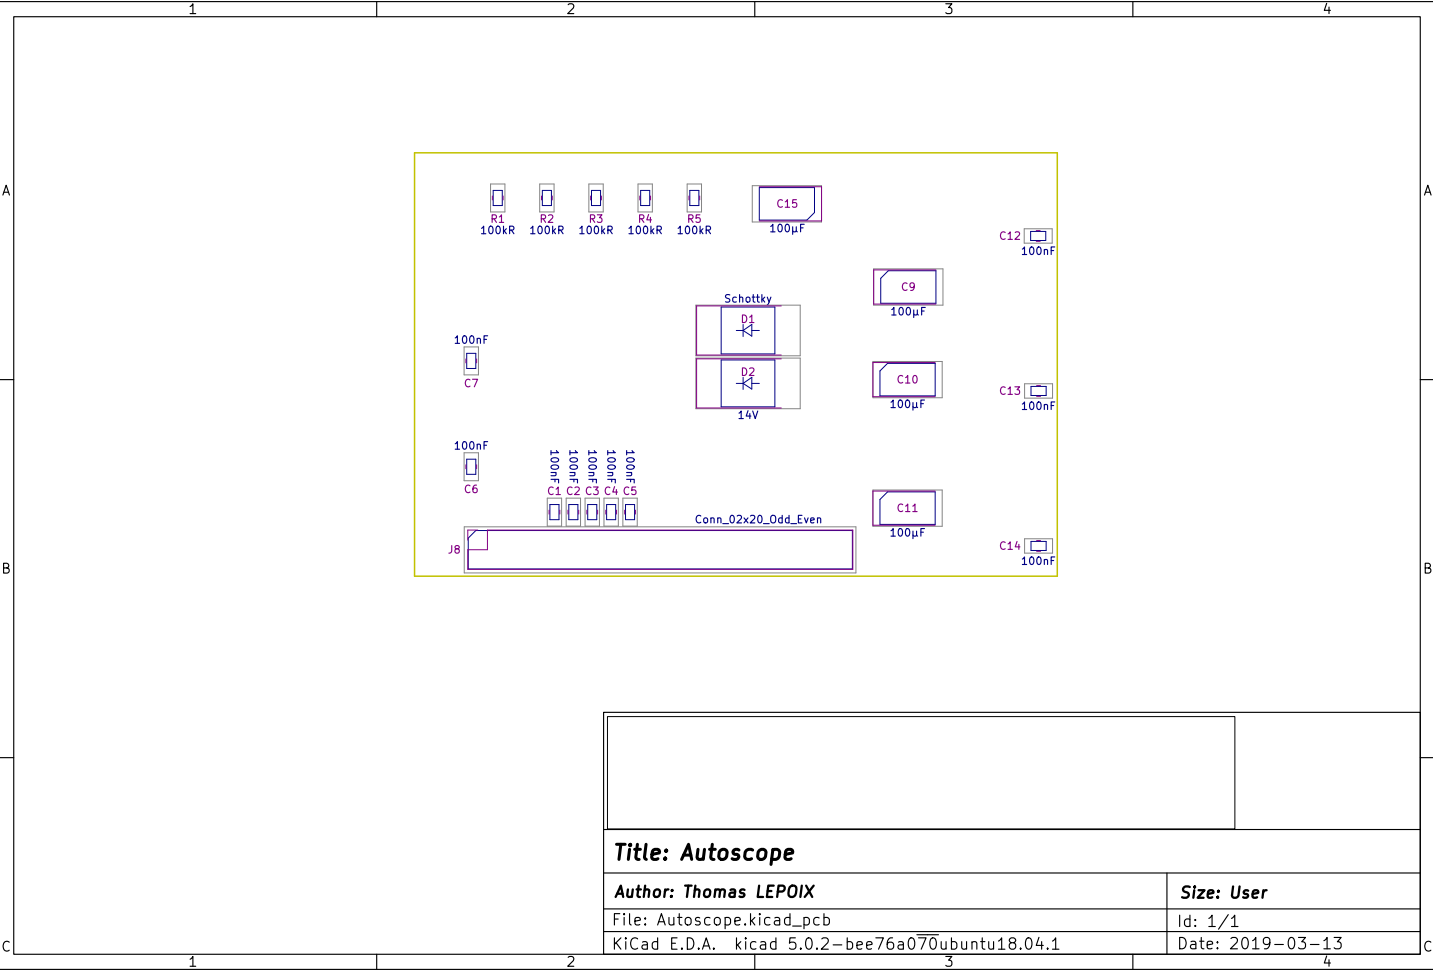 1 2 3 4
A A
R1 R2 R3 R4 R5
100kR 100kR 100kR 100kR 100kR
C15
100µF
C12
100nF
C9
100µF
Schottky
D1
D2
14V
100nF
C7
C10
100µF
C13
100nF
100nF
C6
100nF 100nF 100nF 100nF 100nF
C1 C2 C3 C4 C5
Conn_02x20_Odd_Even
J8
C11
100µF
C14
100nF
B B
Title: Autoscope
Author: Thomas LEPOIX
Size: User
File: Autoscope.kicad_pcb
Id: 1/1
KiCad E.D.A. kicad 5.0.2-bee76a070ubuntu18.04.1
Date: 2019-03-13
C C
1 2 3 4